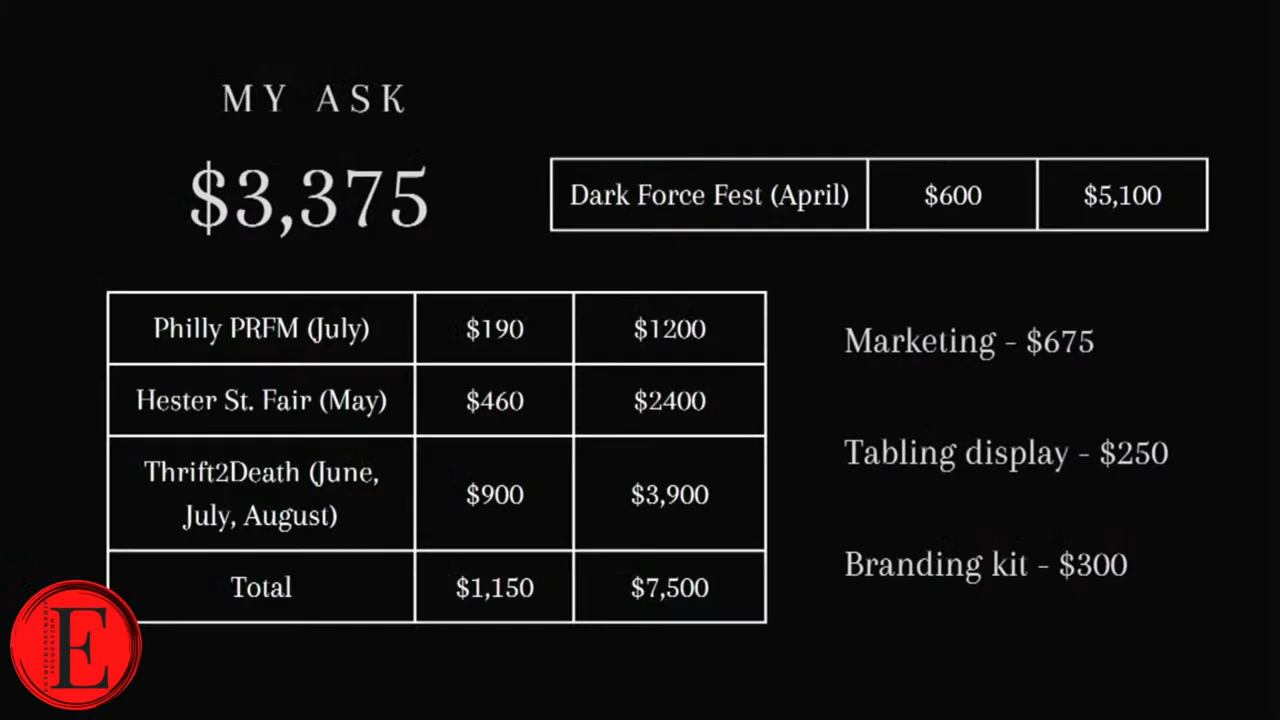 MY ASK
$3,375
Dark Force Fest (April) $600 $5,100
Philly PRFM (July) $190 $1200
Hester St. Fair (May) $460 $2400
Thrift2Death (June,
July, August) $900 $3,900
Total $1,150 $7,500
Marketing - $675
Tabling display - $250
Branding kit - $300
E
ENTREPRENEURSHIP
INNOVATION